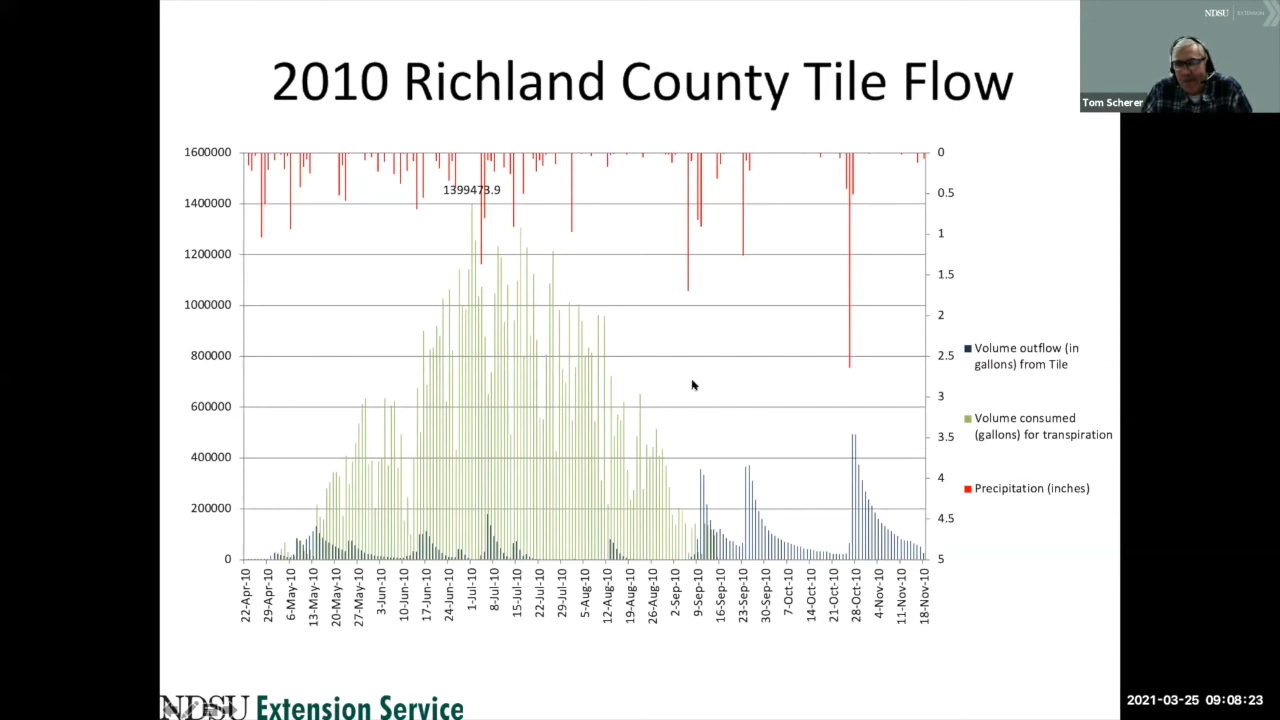 NDSU EXTENSION
Tom Scherer
2010 Richland County Tile Flow
1600000
1400000
1200000
1000000
800000
600000
400000
200000
0
1399473.9
0
0.5
1
1.5
2
2.5
3
3.5
4
4.5
5
22-Apr-10
29-Apr-10
6-May-10
13-May-10
20-May-10
27-May-10
3-Jun-10
10-Jun-10
17-Jun-10
24-Jun-10
1-Jul-10
8-Jul-10
15-Jul-10
22-Jul-10
29-Jul-10
5-Aug-10
12-Aug-10
19-Aug-10
26-Aug-10
2-Sep-10
9-Sep-10
16-Sep-10
23-Sep-10
30-Sep-10
7-Oct-10
14-Oct-10
21-Oct-10
28-Oct-10
4-Nov-10
11-Nov-10
18-Nov-10
Volume outflow (in
gallons) from Tile
Volume consumed
(gallons) for transpiration
Precipitation (inches)
NDSU Extension Service
2021-03-25 09:08:23